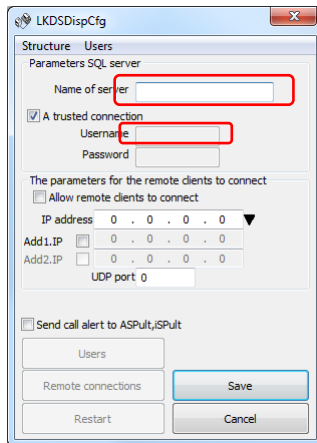 LKDSDispCfg
Structure Users
Parameters SQL server
Name of server
A trusted connection
Username
Password
The parameters for the remote clients to connect
Allow remote clients to connect
IP address 0 . 0 . 0 . 0
Add1.IP 0 . 0 . 0 . 0
Add2.IP 0 . 0 . 0 . 0
UDP port 0
Send call alert to ASPult,iSPult
Users
Remote connections Save
Restart Cancel